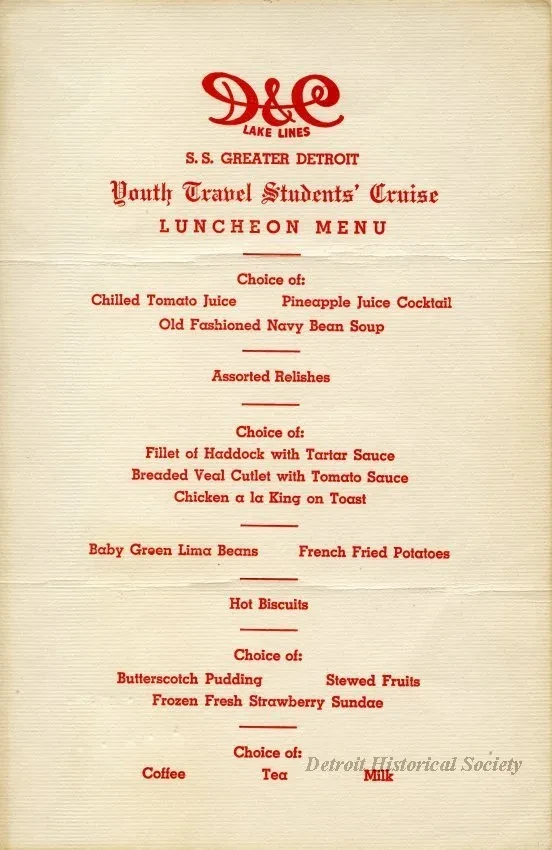 D&C
LAKE LINES
S. S. GREATER DETROIT
Youth Travel Students' Cruise
LUNCHEON MENU
Choice of:
Chilled Tomato Juice Pineapple Juice Cocktail
Old Fashioned Navy Bean Soup
Assorted Relishes
Choice of:
Fillet of Haddock with Tartar Sauce
Breaded Veal Cutlet with Tomato Sauce
Chicken a la King on Toast
Baby Green Lima Beans French Fried Potatoes
Hot Biscuits
Choice of:
Butterscotch Pudding Stewed Fruits
Frozen Fresh Strawberry Sundae
Choice of:
Coffee Tea Milk
Detroit Historical Society